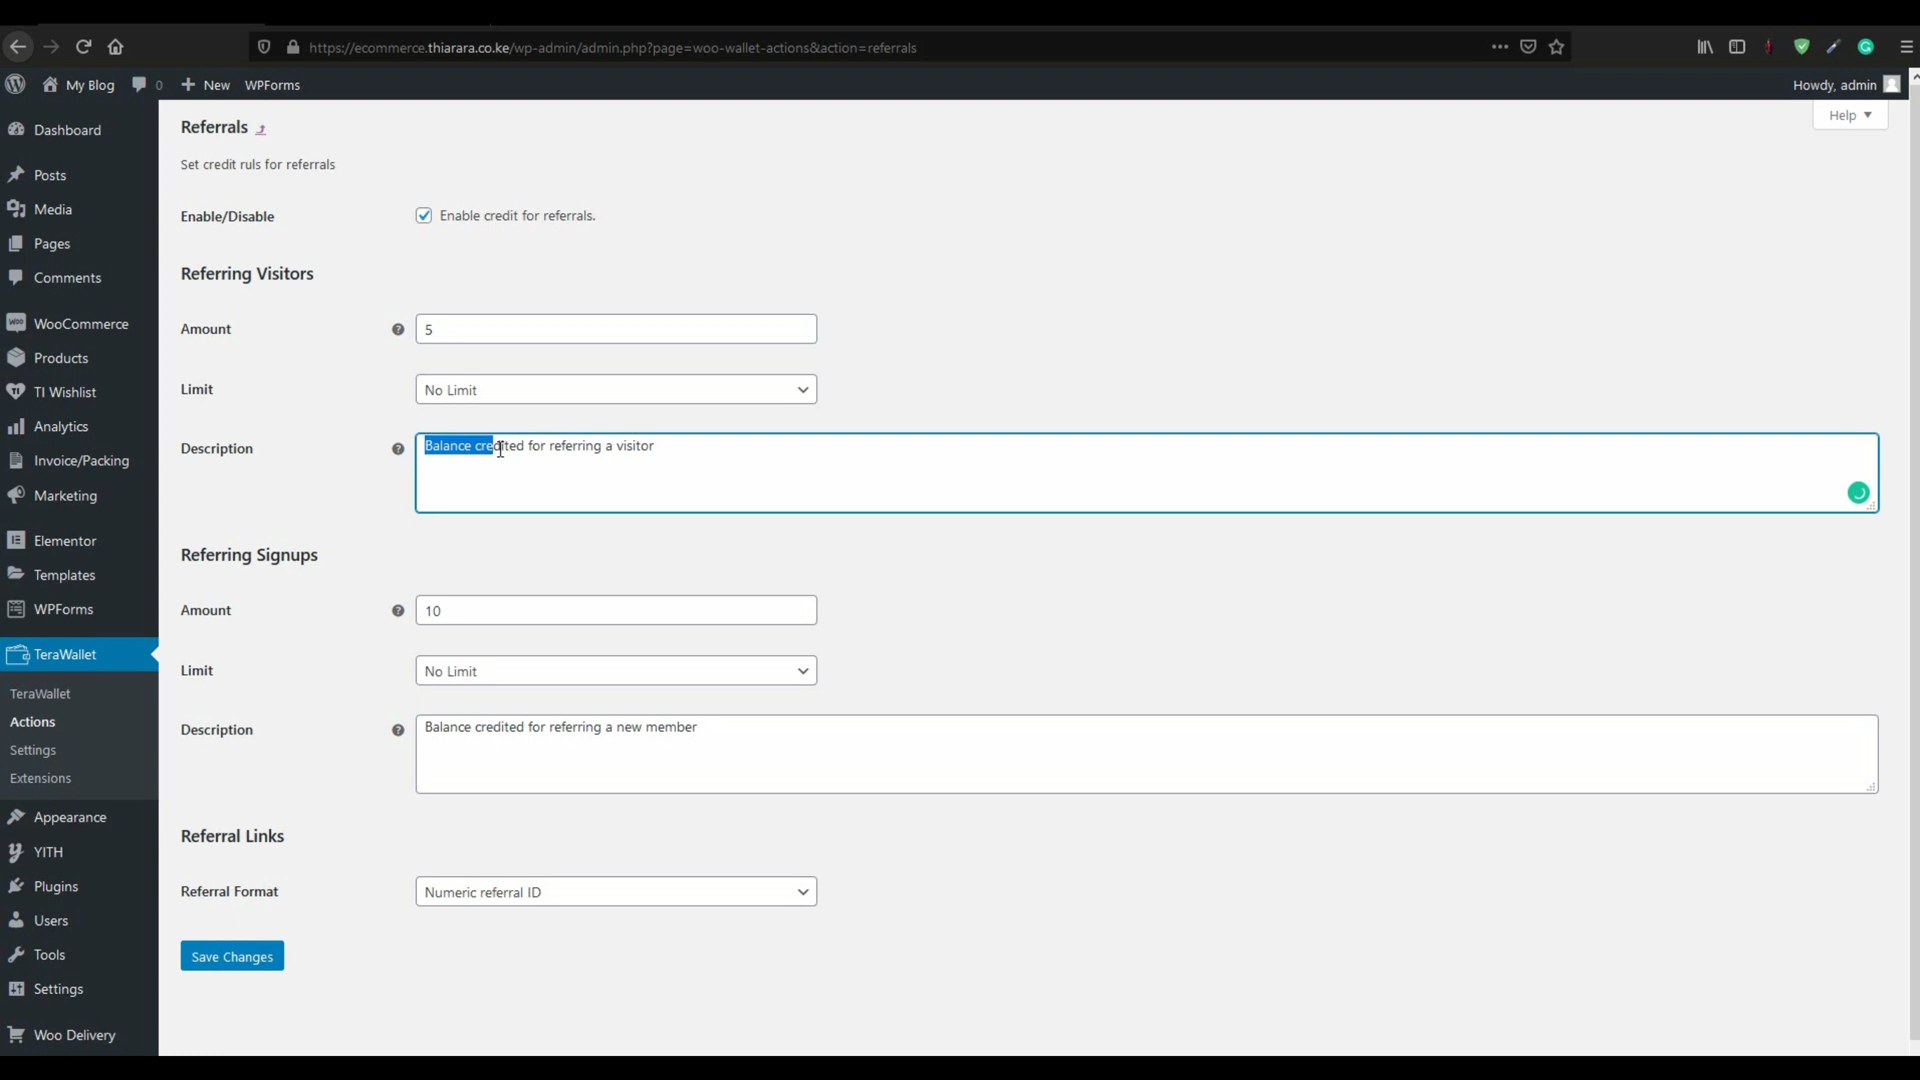 https://ecommerce.thiarara.co.ke/wp-admin/admin.php?page=woo-wallet-actions&action=referrals
My Blog 0 New WPForms Howdy, admin
Help
Dashboard
Posts
Media
Pages
Comments
WooCommerce
Products
TI Wishlist
Analytics
Invoice/Packing
Marketing
Elementor
Templates
WPForms
TeraWallet
TeraWallet
Actions
Settings
Extensions
Appearance
YITH
Plugins
Users
Tools
Settings
Woo Delivery
Referrals
Set credit ruls for referrals
Enable/Disable Enable credit for referrals.
Referring Visitors
Amount 5
Limit No Limit
Description Balance credited for referring a visitor
Referring Signups
Amount 10
Limit No Limit
Description Balance credited for referring a new member
Referral Links
Referral Format Numeric referral ID
Save Changes